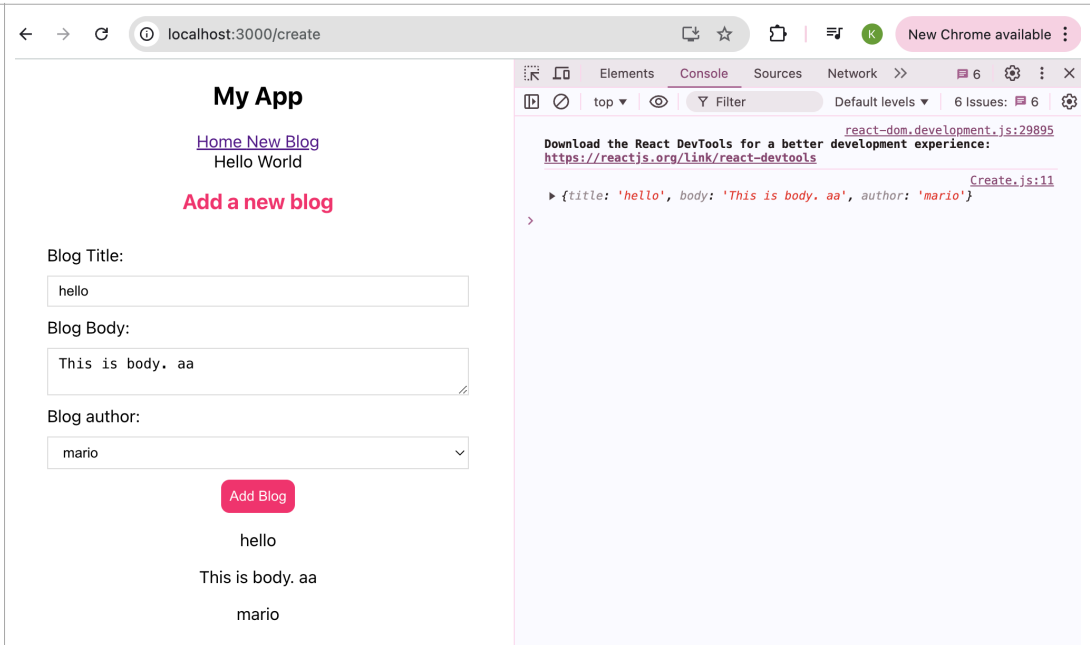 localhost:3000/create
K
New Chrome available
My App
Home New Blog
Hello World
Add a new blog
Blog Title:
hello
Blog Body:
This is body. aa
Blog author:
mario
Add Blog
hello
This is body. aa
mario
Elements Console Sources Network 6
top Filter Default levels 6 Issues: 6
react-dom.development.js:29895
Download the React DevTools for a better development experience:
https://reactjs.org/link/react-devtools
Create.js:11
{title: 'hello', body: 'This is body. aa', author: 'mario'}